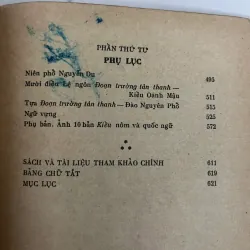 PHẦN THỨ TƯ
PHỤ LỤC
Niên phổ Nguyễn Du 495
Mười điều Lệ ngôn Đoạn trường tân thanh—
Kiều Oánh Mậu 511
Tựa Đoạn trường tân thanh—Đào Nguyên Phổ 515
Ngữ vựng 525
Phụ bản. Ảnh 10 bản Kiều nôm và quốc ngữ 572
SÁCH VÀ TÀI LIỆU THAM KHẢO CHÍNH 611
BẢNG CHỮ TẮT 619
MỤC LỤC 621